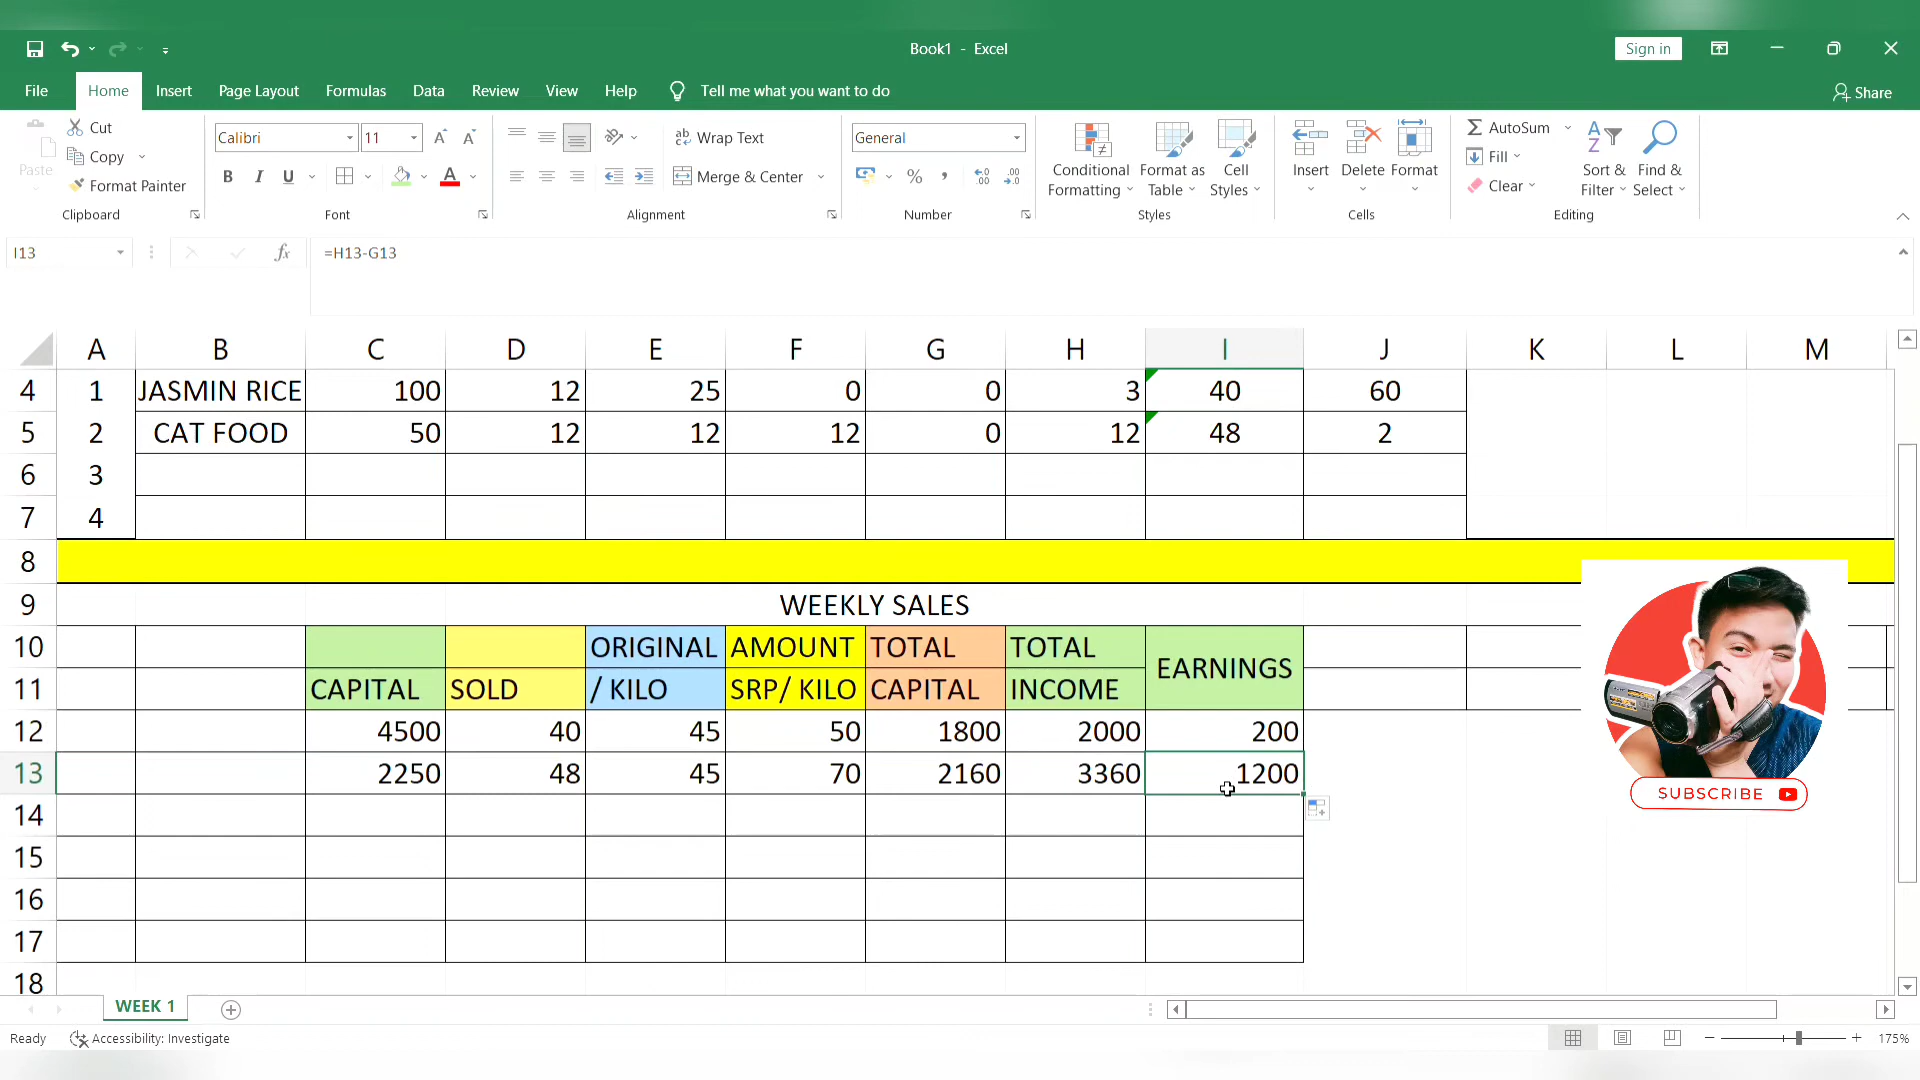 Book1 - Excel
Sign in
File Home Insert Page Layout Formulas Data Review View Help Tell me what you want to do
Share
Paste
Cut
Copy
Format Painter
Clipboard
Calibri 11
B I U
Font
Wrap Text
Merge & Center
Alignment
General
Number
Conditional Formatting
Format as Table
Cell Styles
Styles
Insert
Delete
Format
Cells
AutoSum
Fill
Clear
Sort & Filter
Find & Select
Editing
I13 fx =H13-G13
A B C D E F G H I J K L M
4 1 JASMIN RICE 100 12 25 0 0 3 40 60
5 2 CAT FOOD 50 12 12 12 0 12 48 2
6 3
7 4
8
9 WEEKLY SALES
10 ORIGINAL AMOUNT TOTAL TOTAL EARNINGS
11 CAPITAL SOLD / KILO SRP/ KILO CAPITAL INCOME
12 4500 40 45 50 1800 2000 200
13 2250 48 45 70 2160 3360 1200
14
15
16
17
18
SUBSCRIBE
WEEK 1
Ready
Accessibility: Investigate
175%